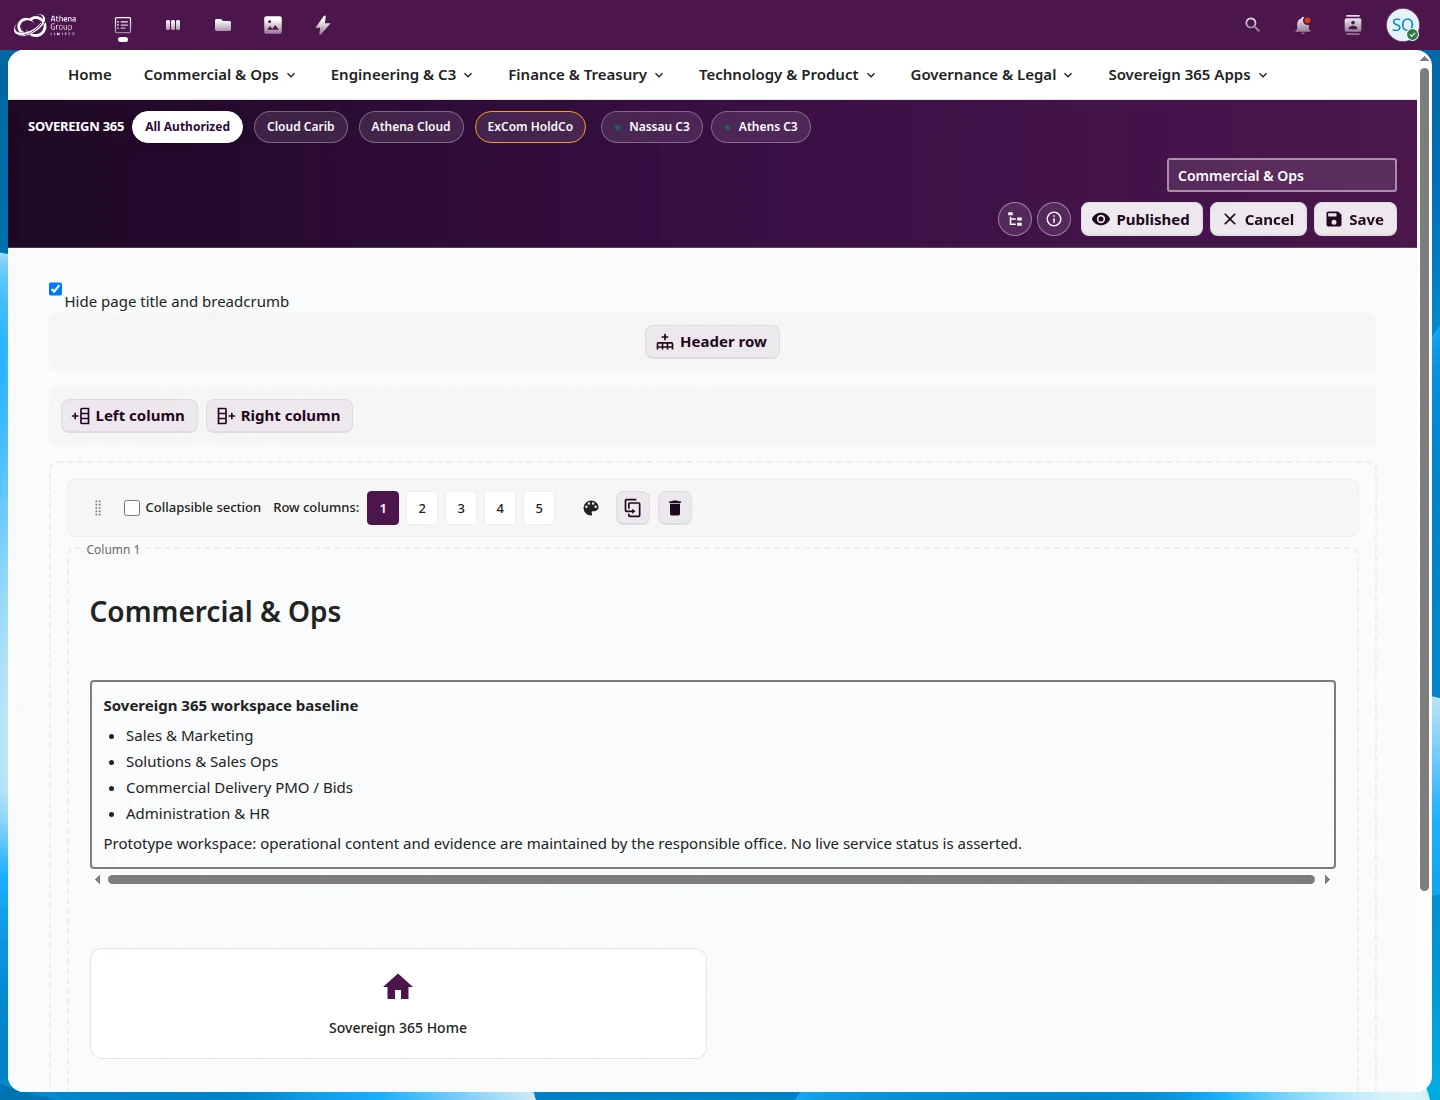 Athena
Group
LIMITED
SO
Home
Commercial & Ops
Engineering & C3
Finance & Treasury
Technology & Product
Governance & Legal
Sovereign 365 Apps
SOVEREIGN 365
All Authorized
Cloud Carib
Athena Cloud
ExCom HoldCo
Nassau C3
Athens C3
Commercial & Ops
Published
Cancel
Save
Hide page title and breadcrumb
Header row
Left column
Right column
Collapsible section
Row columns:
1
2
3
4
5
Column 1
Commercial & Ops
Sovereign 365 workspace baseline
• Sales & Marketing
• Solutions & Sales Ops
• Commercial Delivery PMO / Bids
• Administration & HR
Prototype workspace: operational content and evidence are maintained by the responsible office. No live service status is asserted.
Sovereign 365 Home